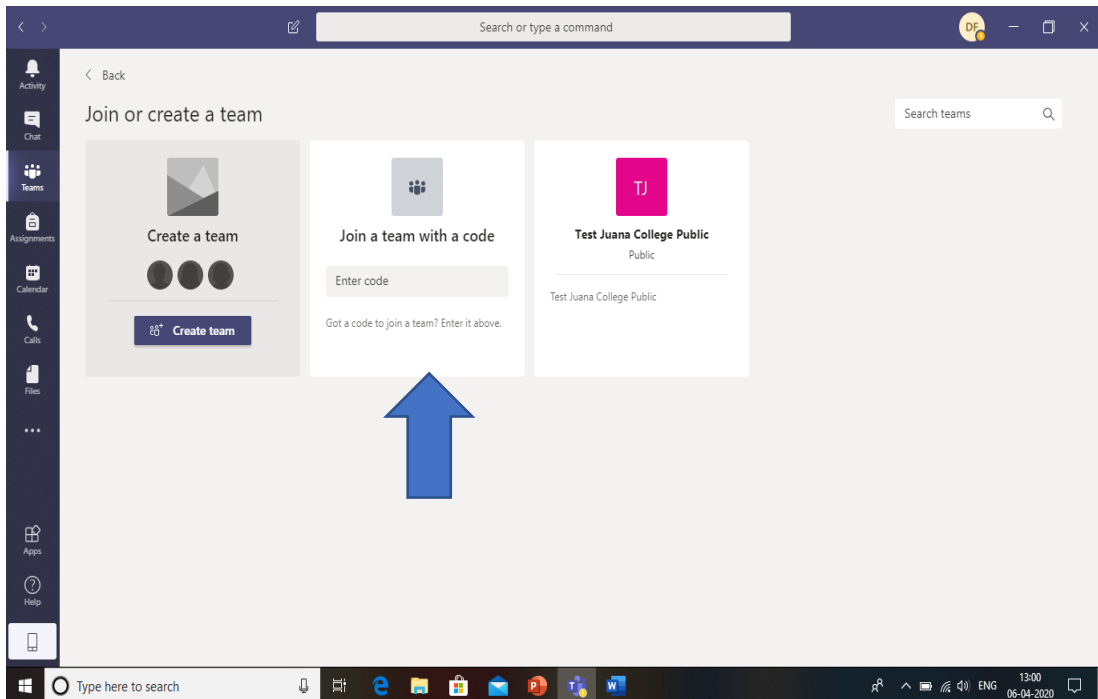 Search or type a command
DF
Activity
Chat
Teams
Assignments
Calendar
Calls
Files
Apps
Help
Back
Join or create a team
Search teams
Create a team
Create team
Join a team with a code
Enter code
Got a code to join a team? Enter it above.
TJ
Test Juana College Public
Public
Test Juana College Public
Type here to search
ENG
13:00
06-04-2020